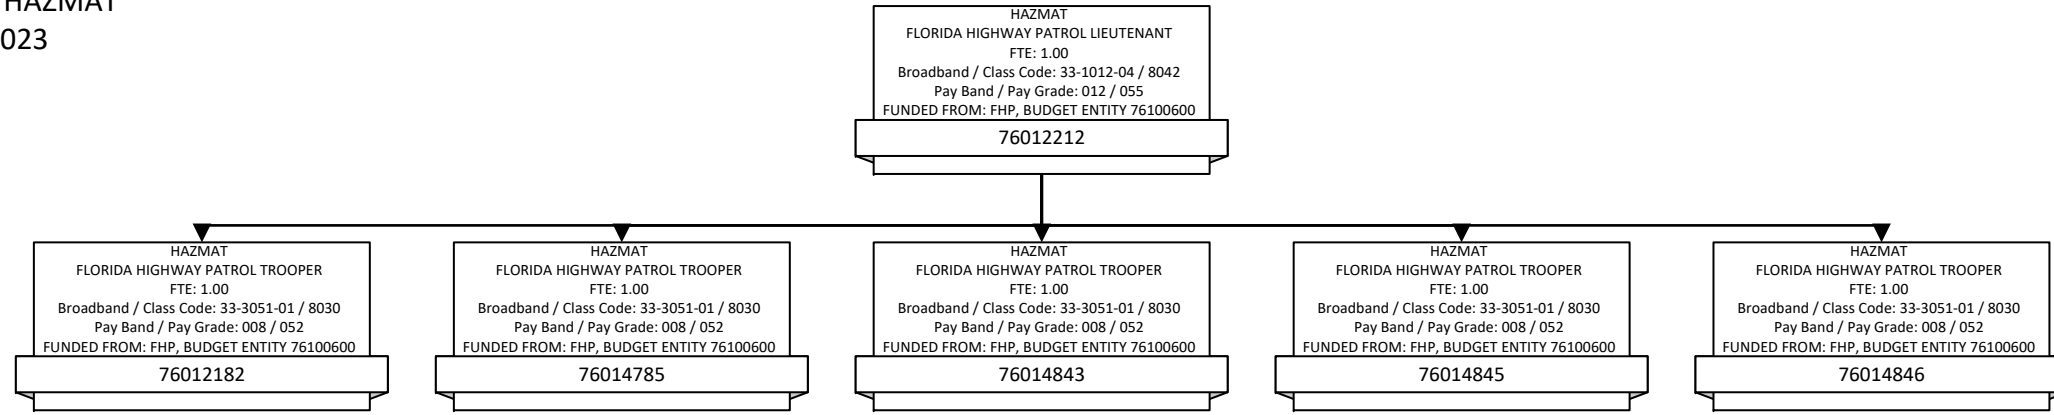 HAZMAT
023
HAZMAT
FLORIDA HIGHWAY PATROL LIEUTENANT
FTE: 1.00
Broadband / Class Code: 33-1012-04 / 8042
Pay Band / Pay Grade: 012 / 055
FUNDED FROM: FHP, BUDGET ENTITY 76100600
76012212
HAZMAT
FLORIDA HIGHWAY PATROL TROOPER
FTE: 1.00
Broadband / Class Code: 33-3051-01 / 8030
Pay Band / Pay Grade: 008 / 052
FUNDED FROM: FHP, BUDGET ENTITY 76100600
76012182
HAZMAT
FLORIDA HIGHWAY PATROL TROOPER
FTE: 1.00
Broadband / Class Code: 33-3051-01 / 8030
Pay Band / Pay Grade: 008 / 052
FUNDED FROM: FHP, BUDGET ENTITY 76100600
76014785
HAZMAT
FLORIDA HIGHWAY PATROL TROOPER
FTE: 1.00
Broadband / Class Code: 33-3051-01 / 8030
Pay Band / Pay Grade: 008 / 052
FUNDED FROM: FHP, BUDGET ENTITY 76100600
76014843
HAZMAT
FLORIDA HIGHWAY PATROL TROOPER
FTE: 1.00
Broadband / Class Code: 33-3051-01 / 8030
Pay Band / Pay Grade: 008 / 052
FUNDED FROM: FHP, BUDGET ENTITY 76100600
76014845
HAZMAT
FLORIDA HIGHWAY PATROL TROOPER
FTE: 1.00
Broadband / Class Code: 33-3051-01 / 8030
Pay Band / Pay Grade: 008 / 052
FUNDED FROM: FHP, BUDGET ENTITY 76100600
76014846